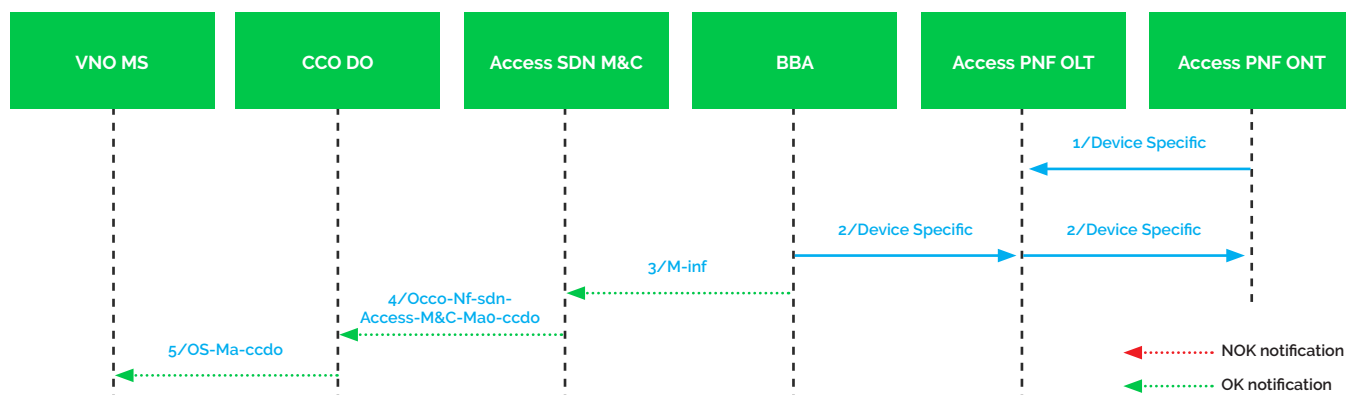 VNO MS
CCO DO
Access SDN M&C
BBA
Access PNF OLT
Access PNF ONT
1/Device Specific
2/Device Specific
2/Device Specific
3/M-inf
4/Occo-Nf-sdn-
Access-M&C-Ma0-ccdo
5/OS-Ma-ccdo
NOK notification
OK notification